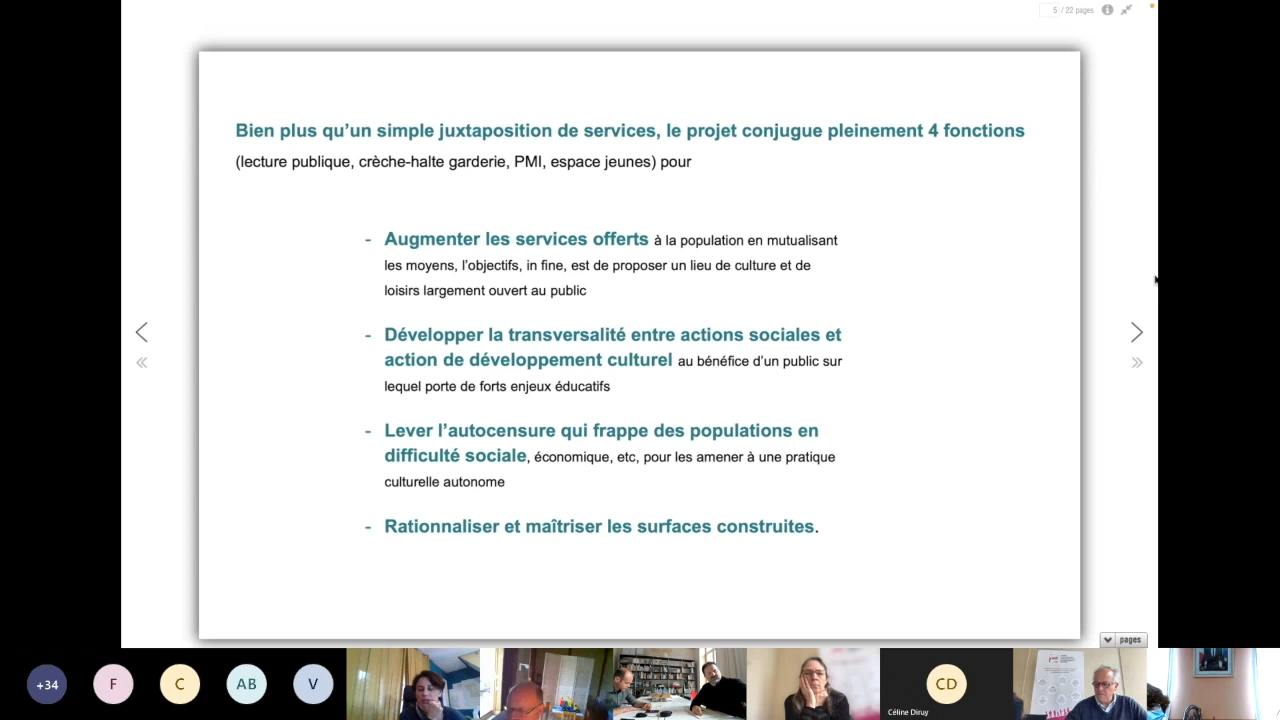 5 / 22 pages
Bien plus qu'un simple juxtaposition de services, le projet conjugue pleinement 4 fonctions
(lecture publique, crèche-halte garderie, PMI, espace jeunes) pour
- Augmenter les services offerts à la population en mutualisant
les moyens, l'objectifs, in fine, est de proposer un lieu de culture et de
loisirs largement ouvert au public
- Développer la transversalité entre actions sociales et
action de développement culturel au bénéfice d'un public sur
lequel porte de forts enjeux éducatifs
- Lever l'autocensure qui frappe des populations en
difficulté sociale, économique, etc, pour les amener à une pratique
culturelle autonome
- Rationnaliser et maîtriser les surfaces construites.
pages
+34 F C AB V CD
Céline Diruy